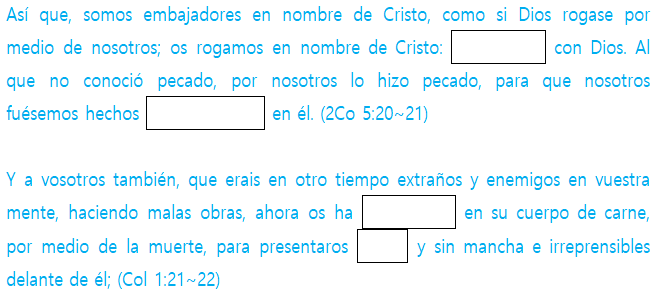 Así que, somos embajadores en nombre de Cristo, como si Dios rogase por
medio de nosotros; os rogamos en nombre de Cristo: con Dios. Al
que no conoció pecado, por nosotros lo hizo pecado, para que nosotros
fuésemos hechos en él. (2Co 5:20~21)
Y a vosotros también, que erais en otro tiempo extraños y enemigos en vuestra
mente, haciendo malas obras, ahora os ha en su cuerpo de carne,
por medio de la muerte, para presentaros y sin mancha e irreprensibles
delante de él; (Col 1:21~22)